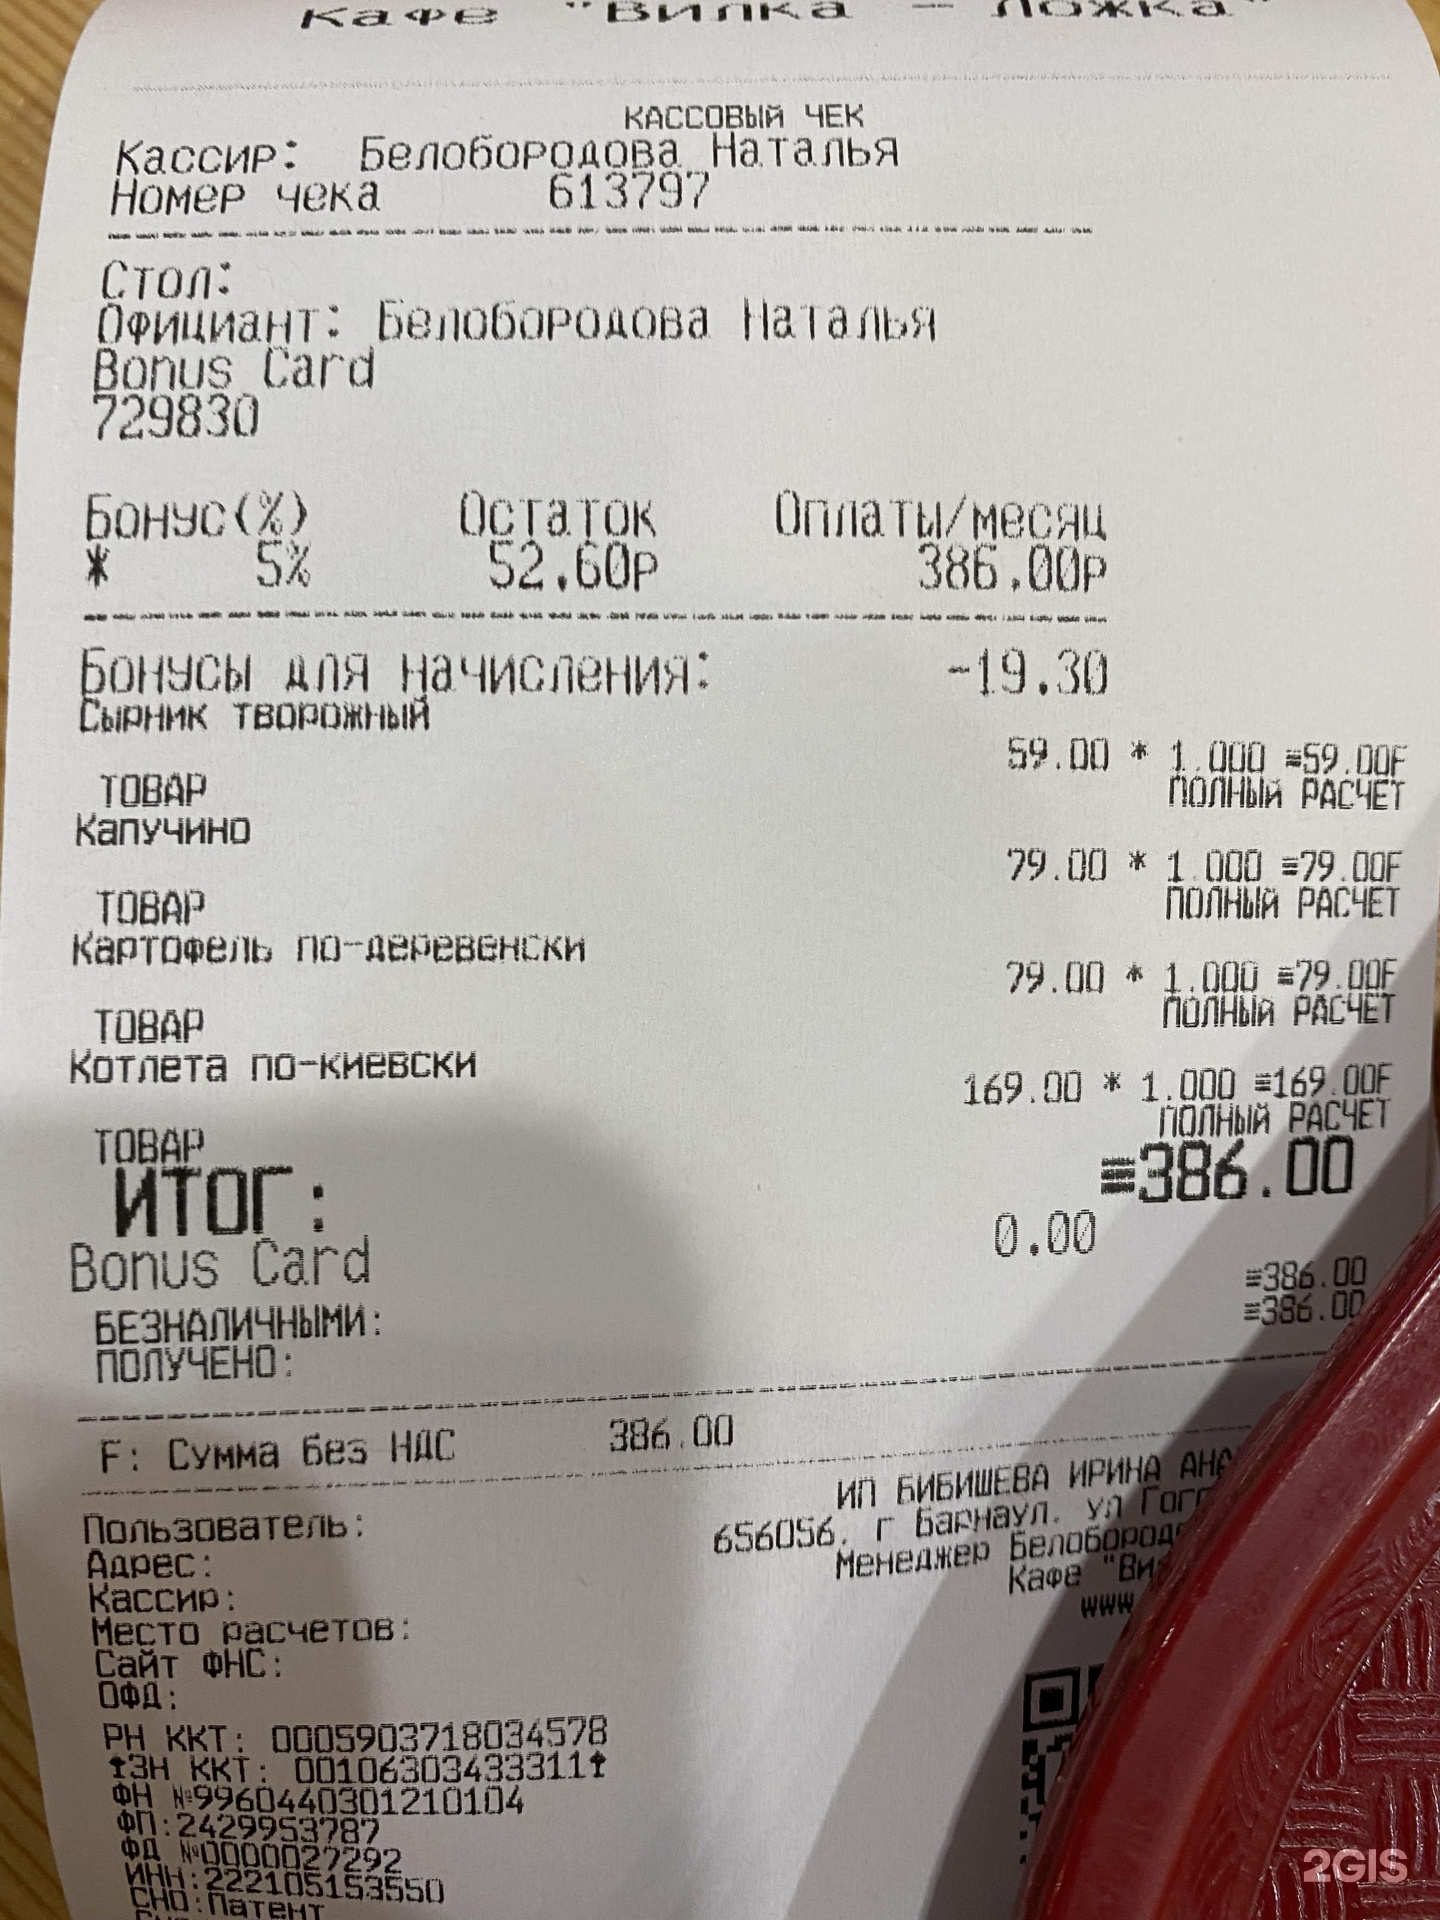 Кафе "Вилка - Ложка"
КАССОВЫЙ ЧЕК
Кассир: Белобородова Наталья
Номер чека 613797
Стол:
Официант: Белобородова Наталья
Bonus Card
729830
Бонус(%) Остаток Оплаты/месяц
* 5% 52.60р 386.00р
Бонусы для начисления: -19.30
Сырник творожный
59.00 * 1.000 ≡59.00F
ТОВАР ПОЛНЫЙ РАСЧЕТ
Капучино
79.00 * 1.000 ≡79.00F
ТОВАР ПОЛНЫЙ РАСЧЕТ
Картофель по-деревенски
79.00 * 1.000 ≡79.00F
ТОВАР ПОЛНЫЙ РАСЧЕТ
Котлета по-киевски
169.00 * 1.000 ≡169.00F
ТОВАР ПОЛНЫЙ РАСЧЕТ
ИТОГ: ≡386.00
Bonus Card 0.00
БЕЗНАЛИЧНЫМИ: ≡386.00
ПОЛУЧЕНО: ≡386.00
F: Сумма без НДС 386.00
Пользователь: ИП БИБИШЕВА ИРИНА
Адрес: 656056, г Барнаул, ул
Кассир: Менеджер
Место расчетов: Кафе
Сайт ФНС: www
ОФД:
РН ККТ: 0005903718034578
ЗН ККТ: 00106303433311
ФН №9960440301210104
ФП:2429953787
ФД №0000027292
ИНН:222105153550
СНО:Патент
2GIS